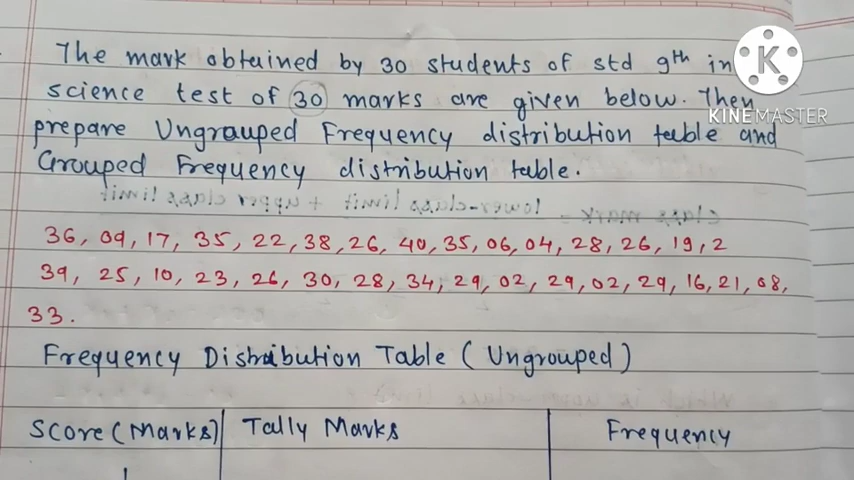 The mark obtained by 30 students of std 9th in
science test of 30 marks are given below. Then
prepare Ungrouped Frequency distribution table and
Grouped Frequency distribution table.
36, 09, 17, 35, 22, 38, 26, 40, 35, 06, 04, 28, 26, 19, 2
39, 25, 10, 23, 26, 30, 28, 34, 29, 02, 29, 02, 29, 16, 21, 08,
33.
Frequency Distribution Table (Ungrouped)
Score (Marks) Tally Marks Frequency
K
KINEMASTER